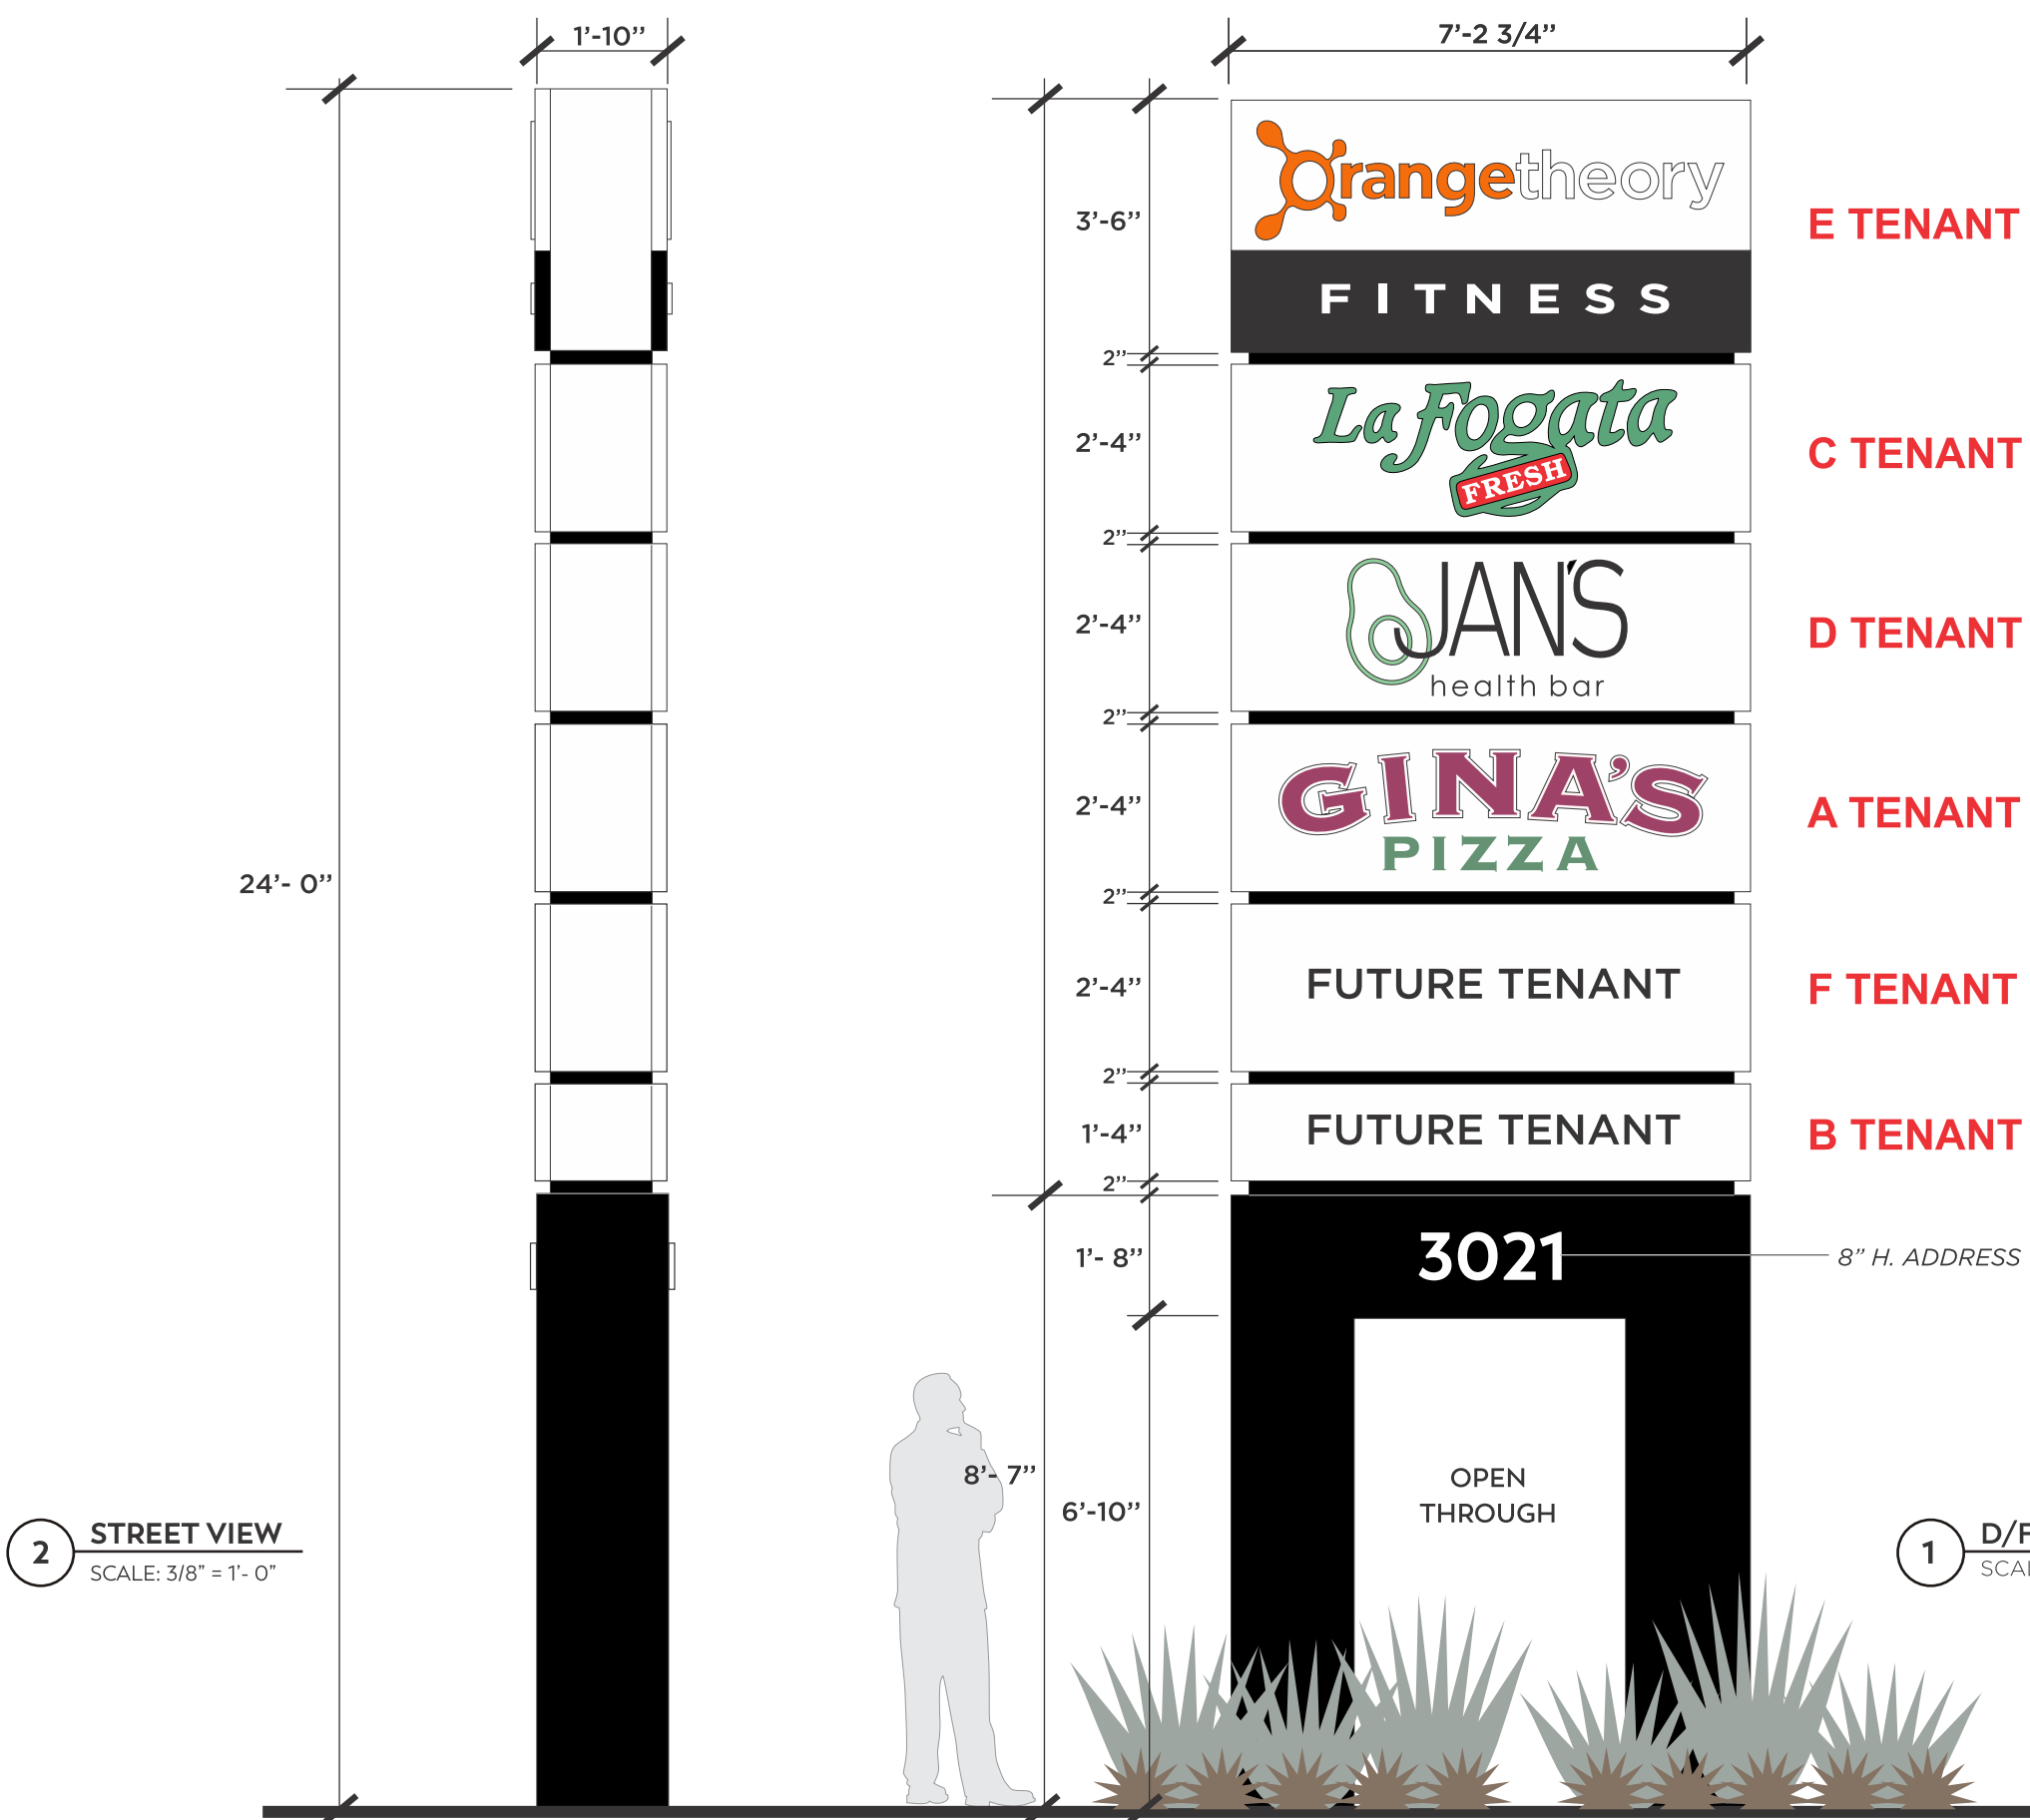 1’-10’’
7’-2 3/4’’
orangetheory
FITNESS
3’-6’’
E TENANT
2’’
La Fogata
FRESH
2’-4’’
C TENANT
2’’
JAN'S
health bar
2’-4’’
D TENANT
2’’
GINA'S
PIZZA
2’-4’’
A TENANT
24’- 0’’
2’’
FUTURE TENANT
2’-4’’
F TENANT
2’’
FUTURE TENANT
1’-4’’
B TENANT
2’’
3021
1’- 8’’
8” H. ADDRESS
8’- 7’’
6’-10’’
OPEN
THROUGH
2
STREET VIEW
SCALE: 3/8” = 1’- 0”
1
D/F